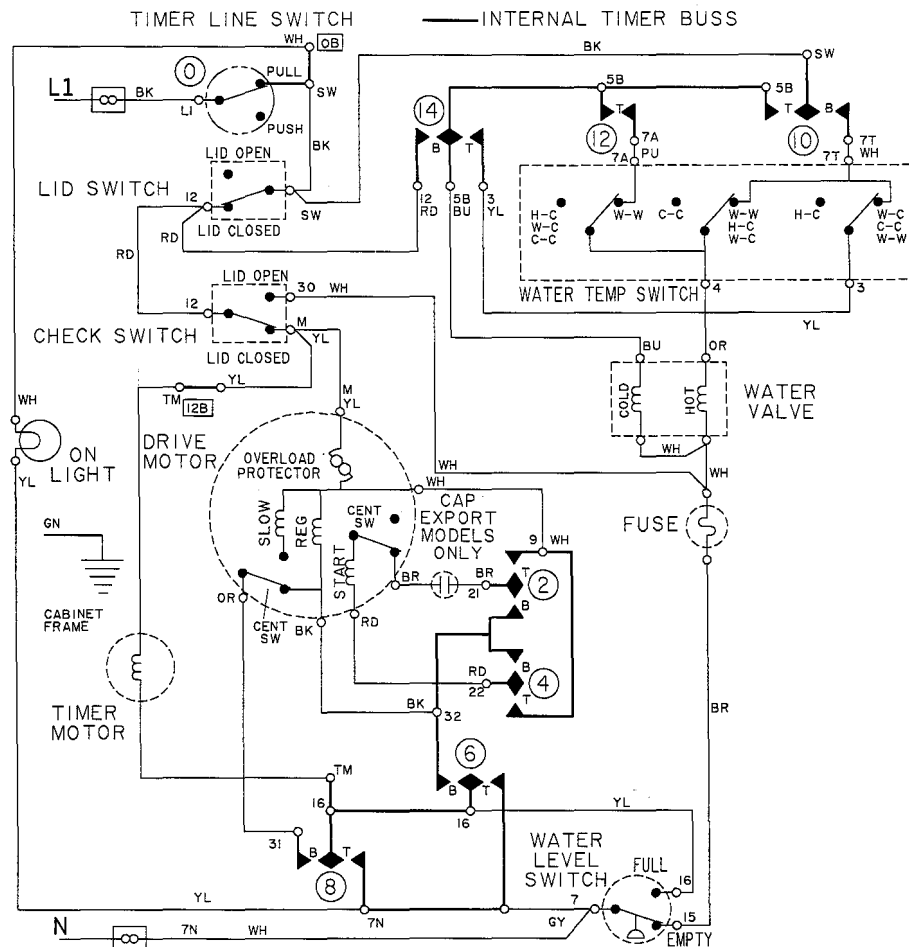 TIMER LINE SWITCH
INTERNAL TIMER BUSS
WH
0B
BK
SW
0
PULL
SW
L1
BK
L1
PUSH
BK
5B
T
12
7A
7A
PU
5B
T
B
10
7T
7T
WH
14
B
T
LID OPEN
LID SWITCH
12
SW
LID CLOSED
RD
RD
12
RD
5B
BU
3
YL
H-C
W-C
C-C
W-W
C-C
W-W
H-C
W-C
H-C
W-C
C-C
W-W
LID OPEN
30
WH
12
CHECK SWITCH
M
YL
LID CLOSED
WATER TEMP SWITCH
4
3
YL
BU
OR
YL
TM
12B
M
YL
COLD
HOT
WATER
VALVE
WH
WH
WH
ON
LIGHT
YL
DRIVE
MOTOR
OVERLOAD
PROTECTOR
WH
WH
SLOW
REG
START
CENT
SW
CAP
EXPORT
MODELS
ONLY
FUSE
GN
9
WH
T
2
B
BR
BR
21
CABINET
FRAME
OR
CENT
SW
BK
RD
B
4
T
RD
22
BK
32
BR
TIMER
MOTOR
6
B
T
TM
16
16
YL
31
B
T
8
WATER
LEVEL
SWITCH
FULL
16
YL
7N
7
GY
15
EMPTY
N
7N
WH